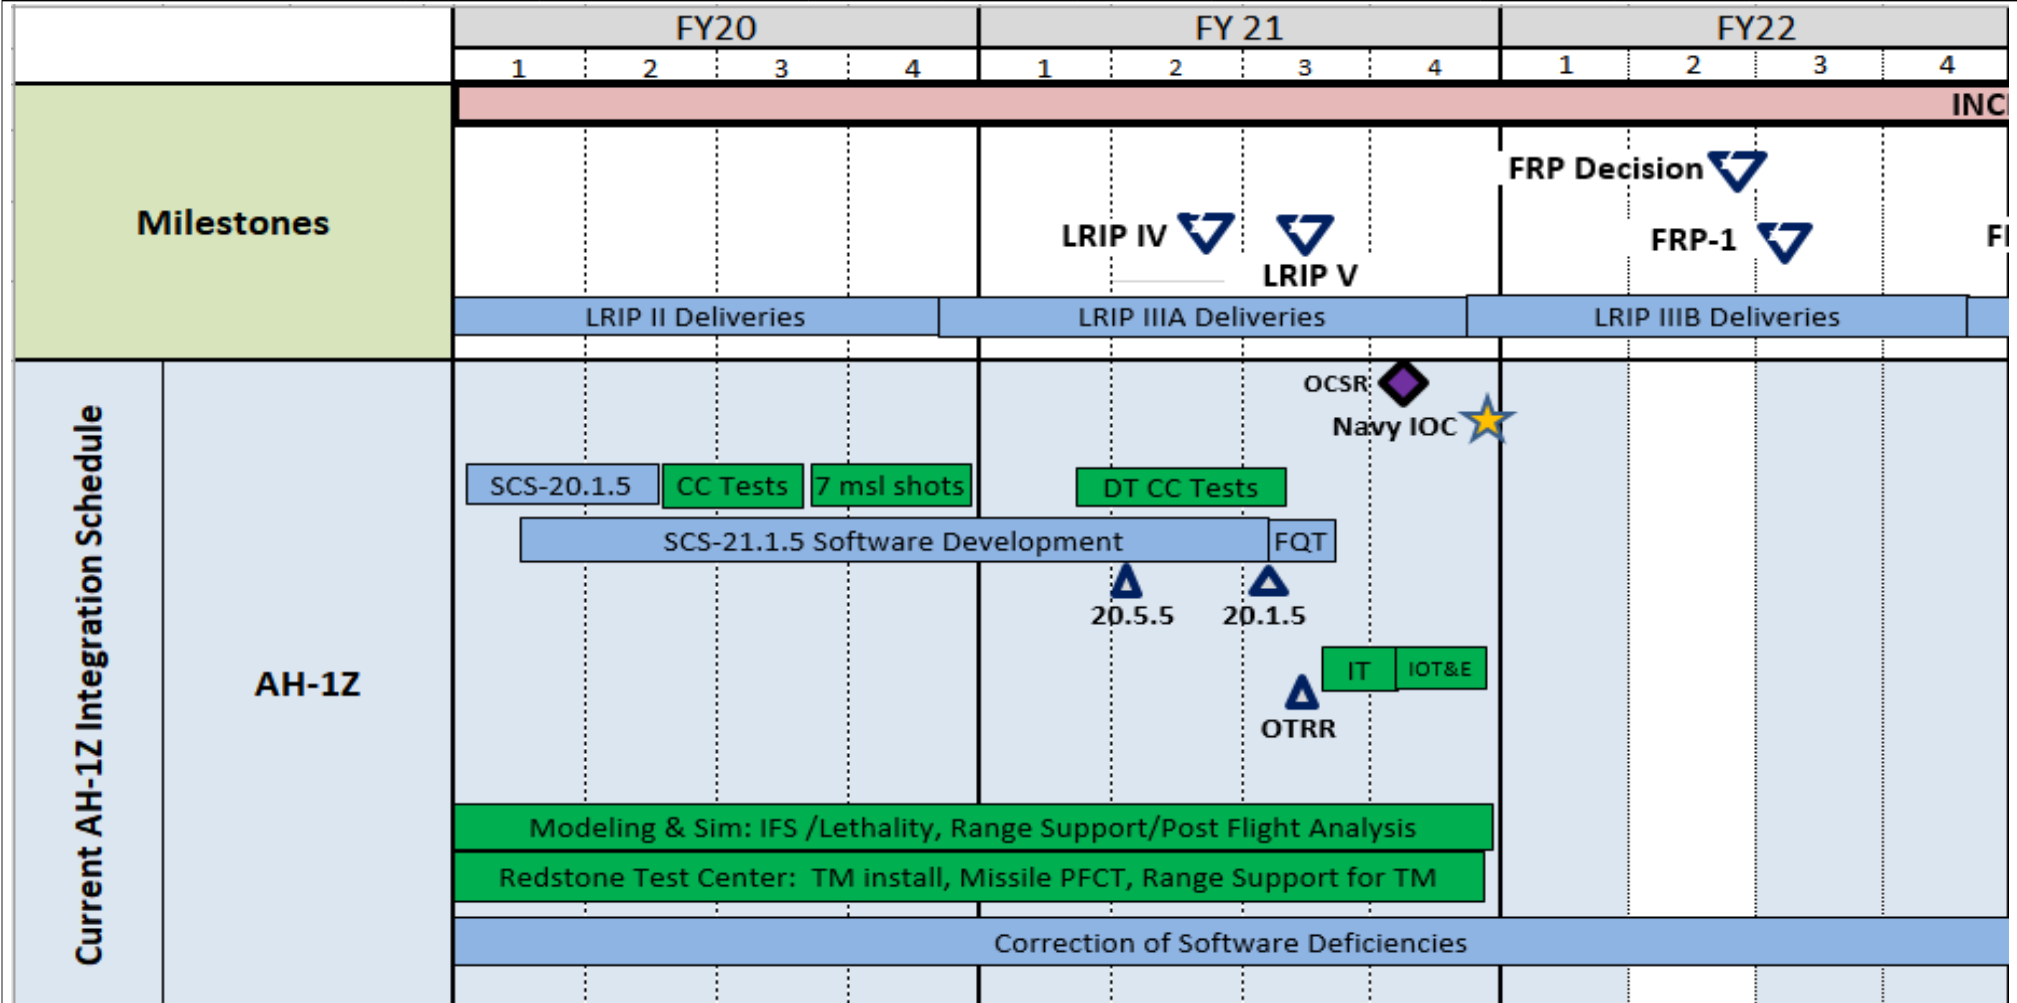 FY20 FY 21 FY22
1 2 3 4 1 2 3 4 1 2 3 4
INC
Milestones
FRP Decision
LRIP IV
FRP-1
LRIP V
LRIP II Deliveries LRIP IIIA Deliveries LRIP IIIB Deliveries
Current AH-1Z Integration Schedule
AH-1Z
OCSR
Navy IOC
SCS-20.1.5 CC Tests 7 msl shots DT CC Tests
SCS-21.1.5 Software Development FQT
20.5.5 20.1.5
IT IOT&E
OTRR
Modeling & Sim: IFS /Lethality, Range Support/Post Flight Analysis
Redstone Test Center: TM install, Missile PFCT, Range Support for TM
Correction of Software Deficiencies